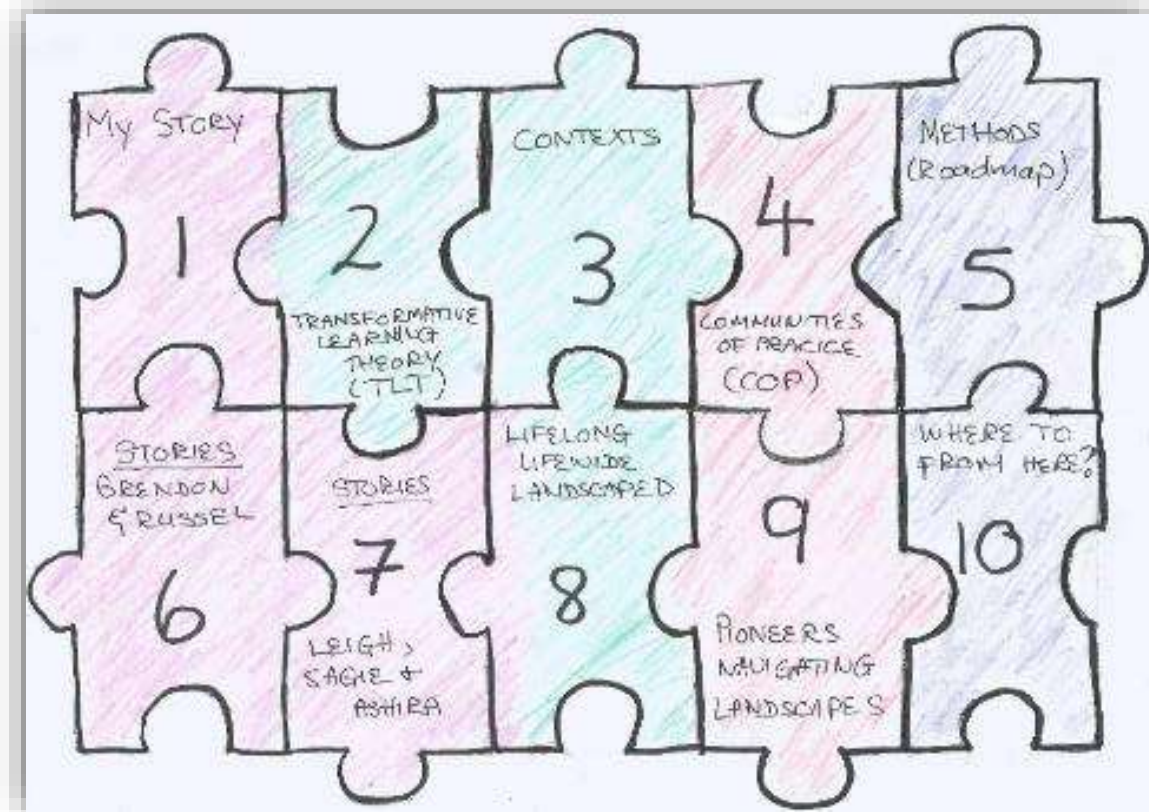 My STORY
1
2
TRANSFORMATIVE
LEARNING
THEORY
(TLT)
CONTEXTS
3
4
COMMUNITIES
OF PRACICE
(COP)
METHODS
(Roadmap)
5
STORIES
BRENDON
& RUSSEL
6
STORIES
7
LEIGH,
&
ASHIRA
LIFELONG
LIFEWIDE
LANDSCAPED
8
9
PIONEERS
NAVIGATING
LANDSCAPES
WHERE TO
FROM HERE?
10